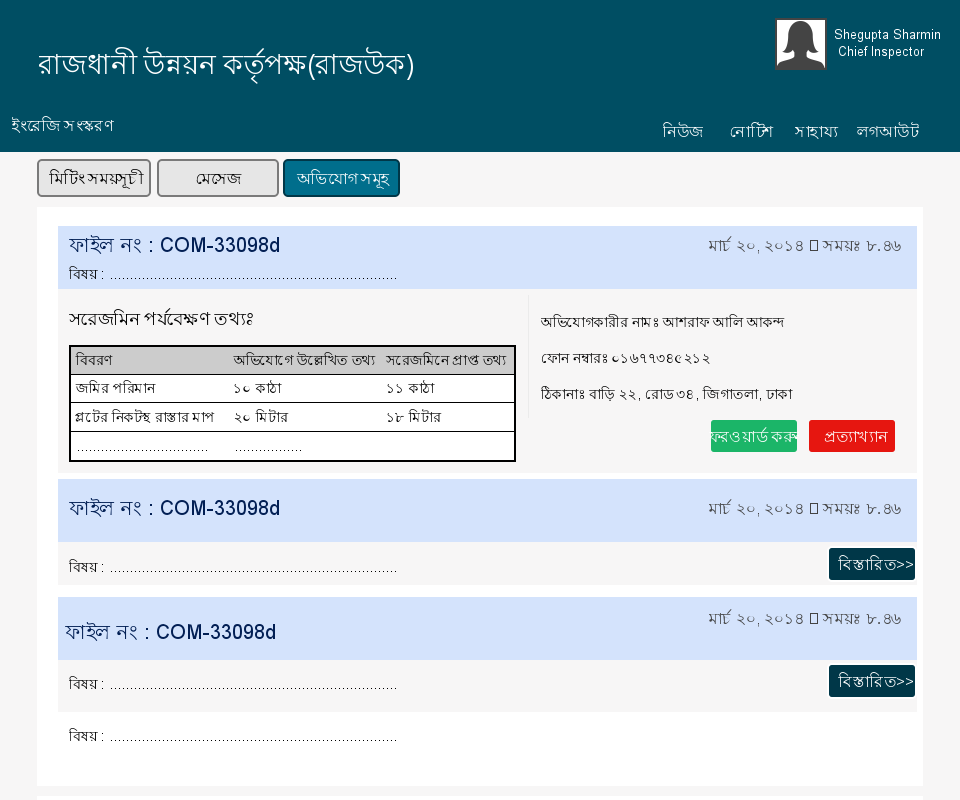 Shegupta Sharmin
Chief Inspector
রাজধানী উন্নয়ন কর্তৃপক্ষ(রাজউক)
ইংরেজি সংস্করণ
নিউজ নোটিশ সাহায্য লগআউট
মিটিং সময়সূচী মেসেজ অভিযোগ সমূহ
ফাইল নং : COM-33098d মার্চ ২০, ২০১৪ সময়ঃ ৮.৪৬
বিষয় : ........................................................................
সরেজমিন পর্যবেক্ষণ তথ্যঃ
বিবরণ অভিযোগে উল্লেখিত তথ্য সরেজমিনে প্রাপ্ত তথ্য
জমির পরিমান ১০ কাঠা ১১ কাঠা
প্লটের নিকটস্থ রাস্তার মাপ ২০ মিটার ১৮ মিটার
................................. .................
অভিযোগকারীর নামঃ আশরাফ আলি আকন্দ
ফোন নম্বারঃ ০১৬৭৭৩৪৫২১২
ঠিকানাঃ বাড়ি ২২, রোড ৩৪, জিগাতলা, ঢাকা
ফরওয়ার্ড করু প্রত্যাখ্যান
ফাইল নং : COM-33098d মার্চ ২০, ২০১৪ সময়ঃ ৮.৪৬
বিষয় : ........................................................................ বিস্তারিত>>
ফাইল নং : COM-33098d মার্চ ২০, ২০১৪ সময়ঃ ৮.৪৬
বিষয় : ........................................................................ বিস্তারিত>>
বিষয় : ........................................................................